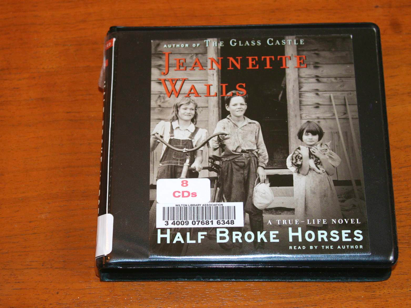 AUTHOR OF THE GLASS CASTLE
JEANNETTE
WALLS
8
CDs
3 4009 07681 6348
A TRUE-LIFE NOVEL
HALF BROKE HORSES
READ BY THE AUTHOR